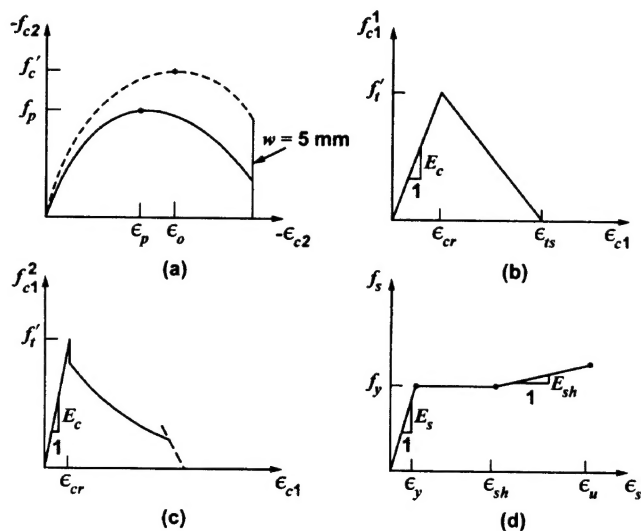 -f_c2
f_c'
f_p
w = 5 mm
ϵ_p
ϵ_o
-ϵ_c2
(a)
f_c1^1
f_t'
E_c
1
ϵ_cr
ϵ_ts
ϵ_c1
(b)
f_c1^2
f_t'
E_c
1
ϵ_cr
ϵ_c1
(c)
f_s
f_y
E_s
1
E_sh
1
ϵ_y
ϵ_sh
ϵ_u
ϵ_s
(d)